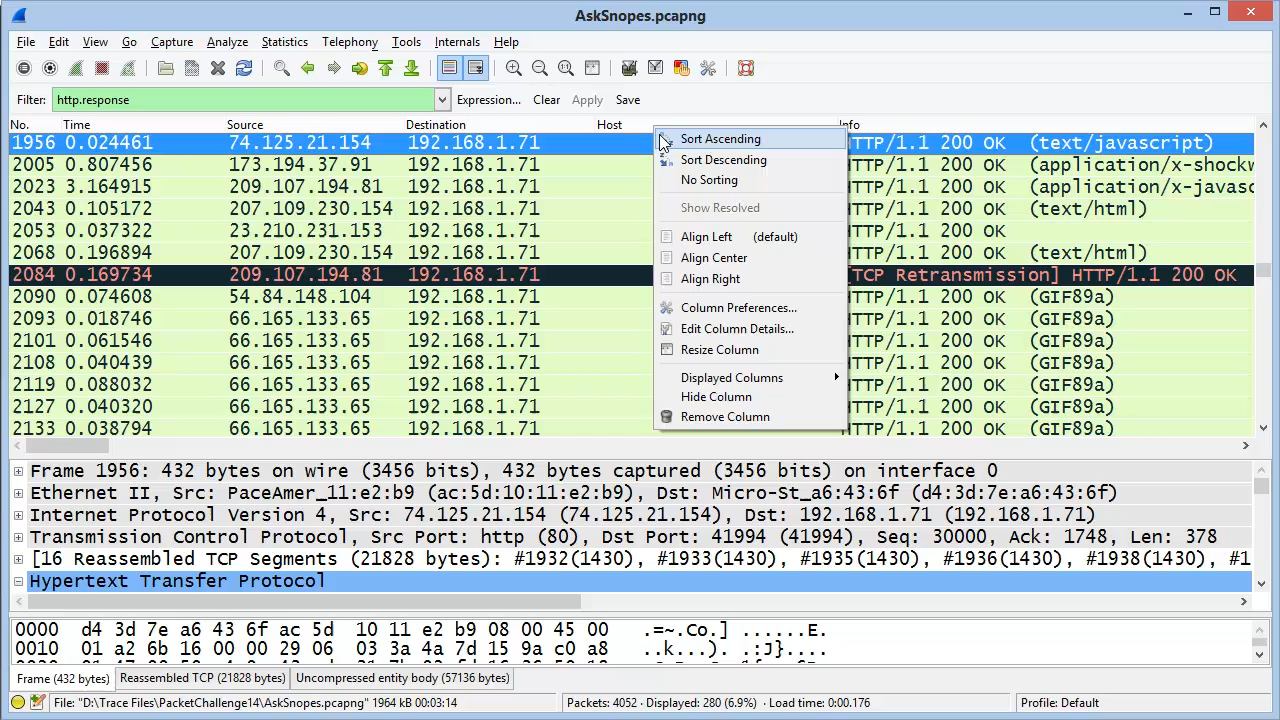 AskSnopes.pcapng
File Edit View Go Capture Analyze Statistics Telephony Tools Internals Help
Filter: http.response Expression... Clear Apply Save
No. Time Source Destination Host Info
1956 0.024461 74.125.21.154 192.168.1.71 HTTP/1.1 200 OK (text/javascript)
2005 0.807456 173.194.37.91 192.168.1.71 HTTP/1.1 200 OK (application/x-shockw
2023 3.164915 209.107.194.81 192.168.1.71 HTTP/1.1 200 OK (application/x-javasc
2043 0.105172 207.109.230.154 192.168.1.71 HTTP/1.1 200 OK (text/html)
2053 0.037322 23.210.231.153 192.168.1.71 HTTP/1.1 200 OK
2068 0.196894 207.109.230.154 192.168.1.71 HTTP/1.1 200 OK (text/html)
2084 0.169734 209.107.194.81 192.168.1.71 [TCP Retransmission] HTTP/1.1 200 OK
2090 0.074608 54.84.148.104 192.168.1.71 HTTP/1.1 200 OK (GIF89a)
2093 0.018746 66.165.133.65 192.168.1.71 HTTP/1.1 200 OK (GIF89a)
2101 0.061546 66.165.133.65 192.168.1.71 HTTP/1.1 200 OK (GIF89a)
2108 0.040439 66.165.133.65 192.168.1.71 HTTP/1.1 200 OK (GIF89a)
2119 0.088032 66.165.133.65 192.168.1.71 HTTP/1.1 200 OK (GIF89a)
2127 0.040320 66.165.133.65 192.168.1.71 HTTP/1.1 200 OK (GIF89a)
2133 0.038794 66.165.133.65 192.168.1.71 HTTP/1.1 200 OK (GIF89a)
Sort Ascending
Sort Descending
No Sorting
Show Resolved
Align Left (default)
Align Center
Align Right
Column Preferences...
Edit Column Details...
Resize Column
Displayed Columns
Hide Column
Remove Column
Frame 1956: 432 bytes on wire (3456 bits), 432 bytes captured (3456 bits) on interface 0
Ethernet II, Src: PaceAmer_11:e2:b9 (ac:5d:10:11:e2:b9), Dst: Micro-St_a6:43:6f (d4:3d:7e:a6:43:6f)
Internet Protocol Version 4, Src: 74.125.21.154 (74.125.21.154), Dst: 192.168.1.71 (192.168.1.71)
Transmission Control Protocol, Src Port: http (80), Dst Port: 41994 (41994), Seq: 30000, Ack: 1748, Len: 378
[16 Reassembled TCP Segments (21828 bytes): #1932(1430), #1933(1430), #1935(1430), #1936(1430), #1938(1430), #1
Hypertext Transfer Protocol
0000 d4 3d 7e a6 43 6f ac 5d 10 11 e2 b9 08 00 45 00 .=~.Co.] ......E.
0010 01 a2 6b 16 00 00 29 06 03 3a 4a 7d 15 9a c0 a8 ..k...). .:J}....
Frame (432 bytes) Reassembled TCP (21828 bytes) Uncompressed entity body (57136 bytes)
File: "D:\Trace Files\PacketChallenge14\AskSnopes.pcapng" 1964 kB 00:03:14 Packets: 4052 · Displayed: 280 (6.9%) · Load time: 0:00.176 Profile: Default